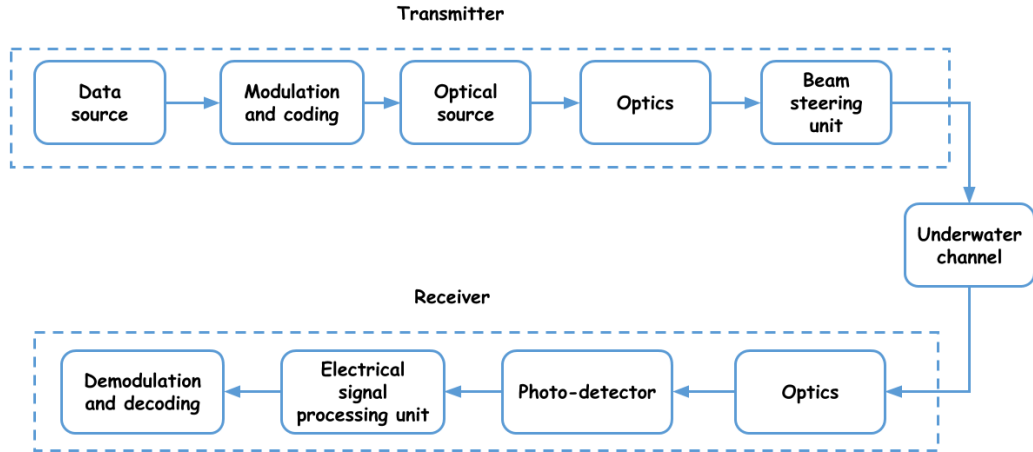 Transmitter
Data
source
Modulation
and coding
Optical
source
Optics
Beam
steering
unit
Underwater
channel
Receiver
Demodulation
and decoding
Electrical
signal
processing unit
Photo-detector
Optics